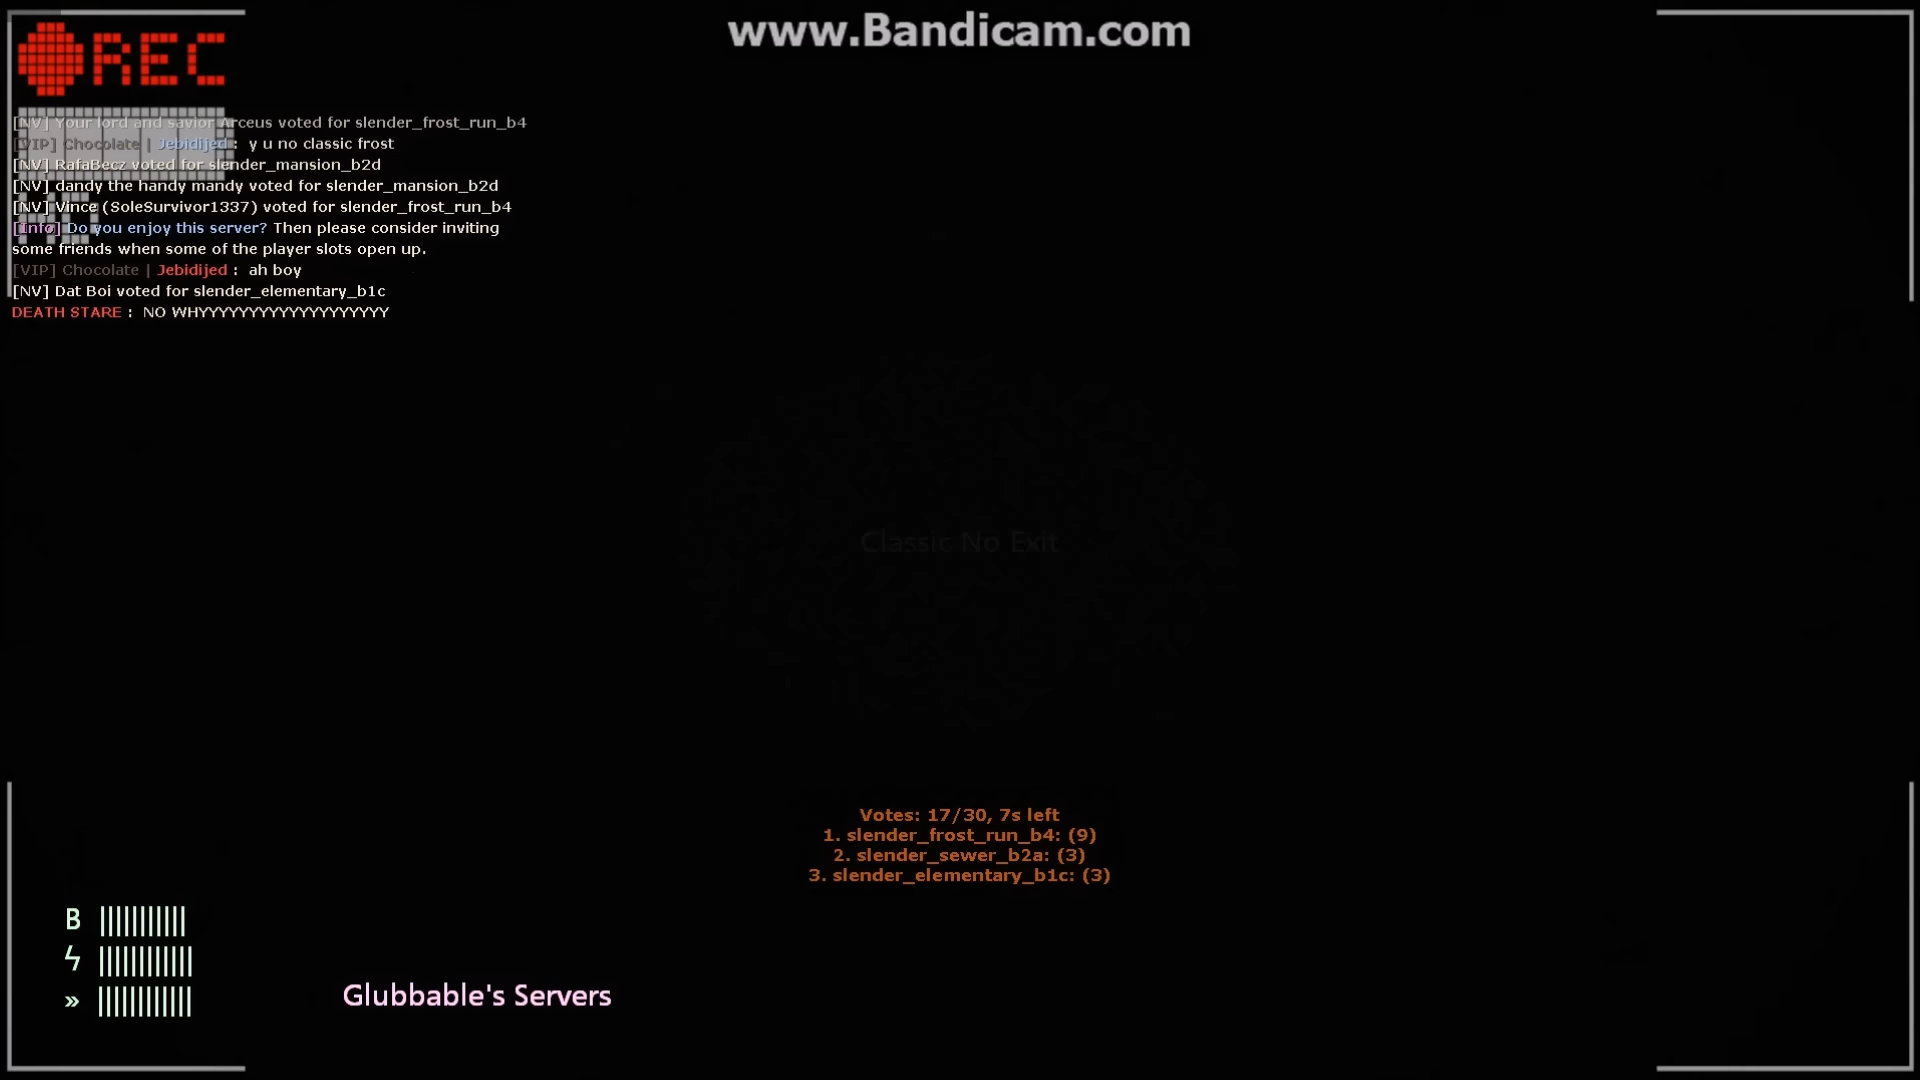 www.Bandicam.com
REC
[NV] Your lord and savior Arceus voted for slender_frost_run_b4
[VIP] Chocolate | Jebidijed :  y u no classic frost
[NV] RafaBecz voted for slender_mansion_b2d
[NV] dandy the handy mandy voted for slender_mansion_b2d
[NV] Vince (SoleSurvivor1337) voted for slender_frost_run_b4
[Info] Do you enjoy this server? Then please consider inviting
some friends when some of the player slots open up.
[VIP] Chocolate | Jebidijed :  ah boy
[NV] Dat Boi voted for slender_elementary_b1c
DEATH STARE :  NO WHYYYYYYYYYYYYYYYYYYY
Classic No Exit
Votes: 17/30, 7s left
1. slender_frost_run_b4: (9)
2. slender_sewer_b2a: (3)
3. slender_elementary_b1c: (3)
B |||||||||||
ϟ ||||||||||||
» ||||||||||||
Glubbable's Servers